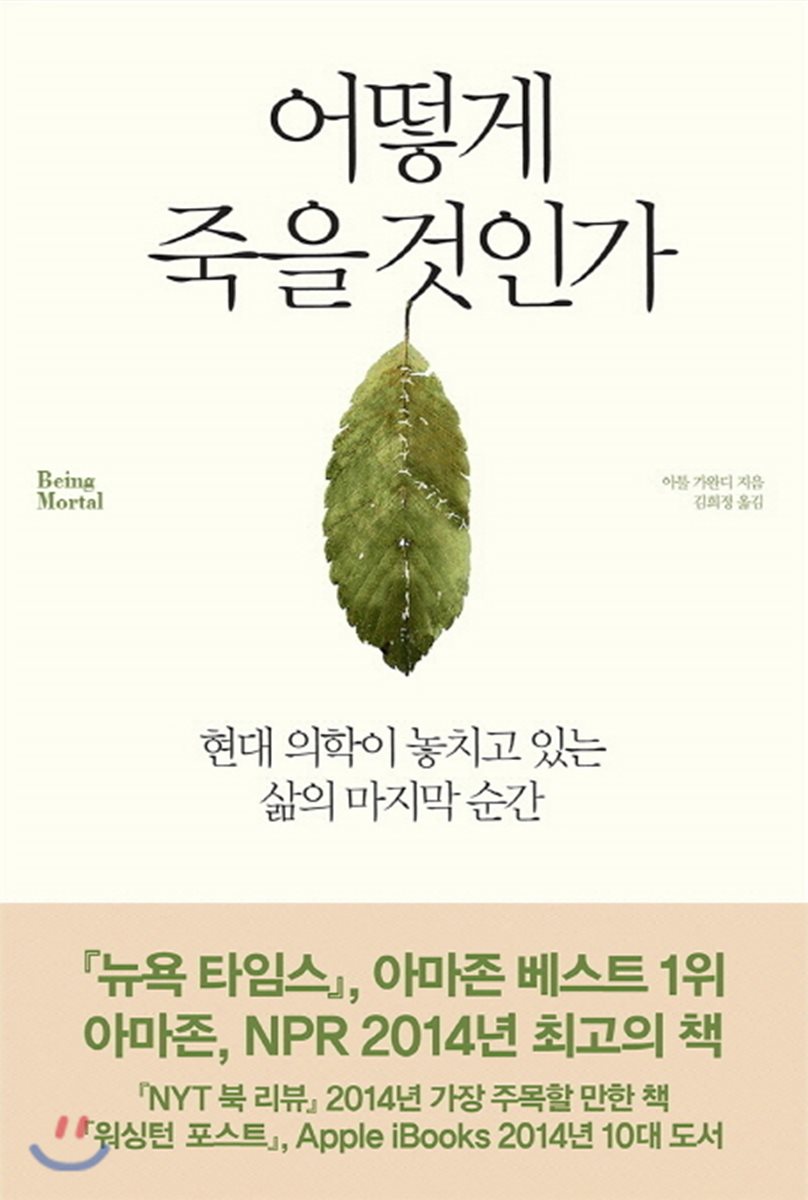 어떻게
죽을 것인가
Being
Mortal
아툴 가완디 지음
김희정 옮김
현대 의학이 놓치고 있는
삶의 마지막 순간
『뉴욕 타임스』, 아마존 베스트 1위
아마존, NPR 2014년 최고의 책
『NYT 북 리뷰』 2014년 가장 주목할 만한 책
『워싱턴 포스트』, Apple iBooks 2014년 10대 도서